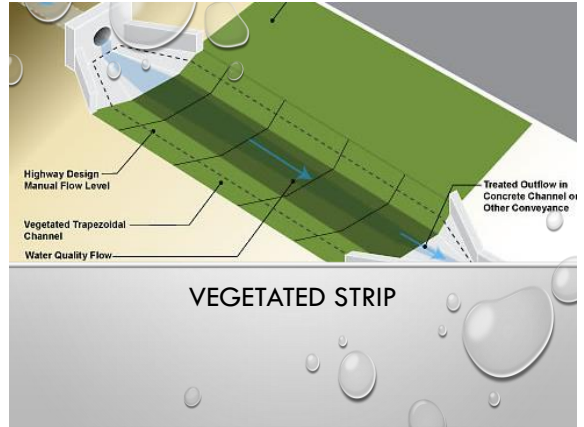 Highway Design
Manual Flow Level
Vegetated Trapezoidal
Channel
Water Quality Flow
Treated Outflow in
Concrete Channel or
Other Conveyance
VEGETATED STRIP